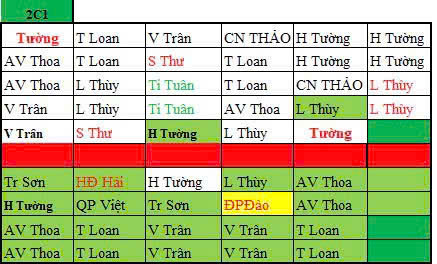 2C1
Tường T Loan V Trân CN THẢO H Tường H Tường
AV Thoa T Loan S Thư T Loan H Tường H Tường
AV Thoa L Thùy Ti Tuân T Loan CN THẢO L Thùy
V Trân L Thùy Ti Tuân AV Thoa L Thùy L Thùy
V Trân S Thư H Tường L Thùy Tường
Tr Sơn HĐ Hải H Tường L Thùy AV Thoa
H Tường QP Việt Tr Sơn ĐPĐào AV Thoa
AV Thoa T Loan V Trân V Trân T Loan
AV Thoa T Loan V Trân V Trân T Loan